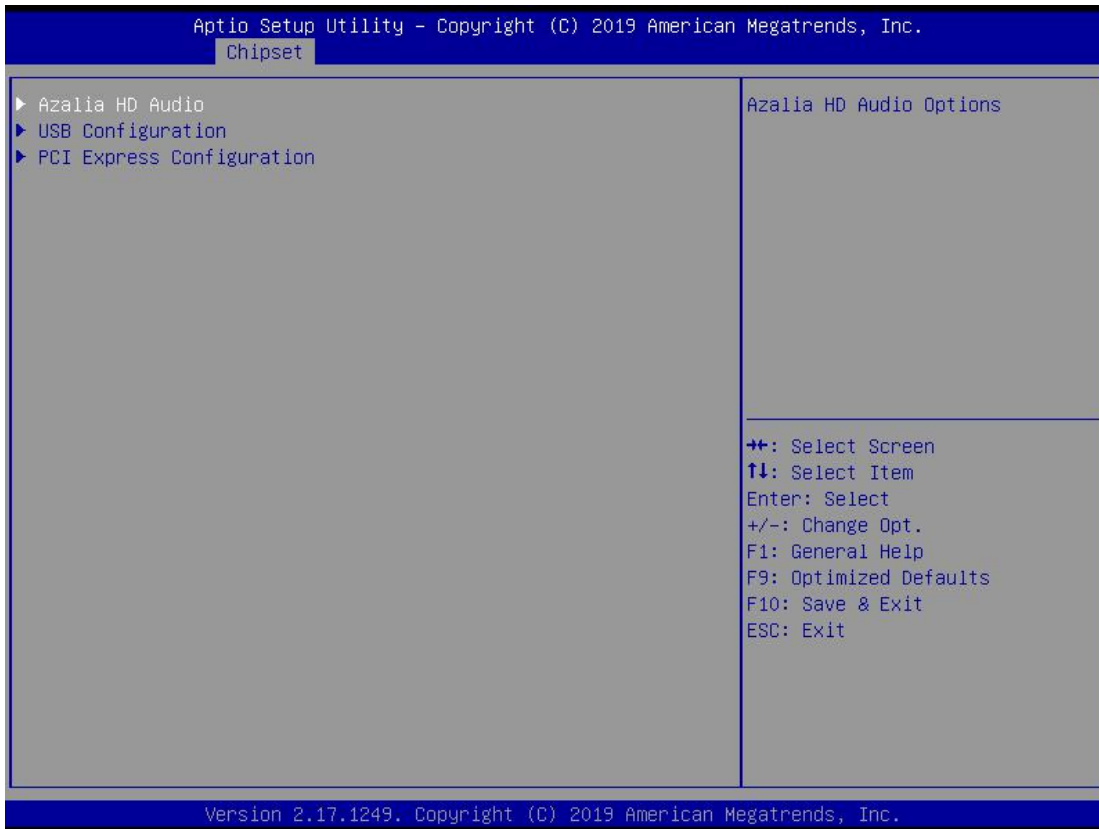 Aptio Setup Utility – Copyright (C) 2019 American Megatrends, Inc.
Chipset
▶ Azalia HD Audio
▶ USB Configuration
▶ PCI Express Configuration
Azalia HD Audio Options
→←: Select Screen
↑↓: Select Item
Enter: Select
+/-: Change Opt.
F1: General Help
F9: Optimized Defaults
F10: Save & Exit
ESC: Exit
Version 2.17.1249. Copyright (C) 2019 American Megatrends, Inc.